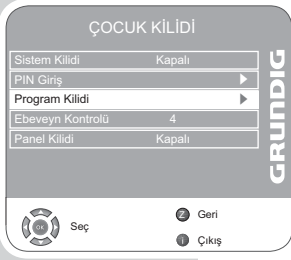 ÇOCUK KİLİDİ
Sistem Kilidi Kapalı
PIN Giriş
Program Kilidi
Ebeveyn Kontrolü 4
Panel Kilidi Kapalı
GRUNDIG
OK Seç
Z Geri
i Çıkış